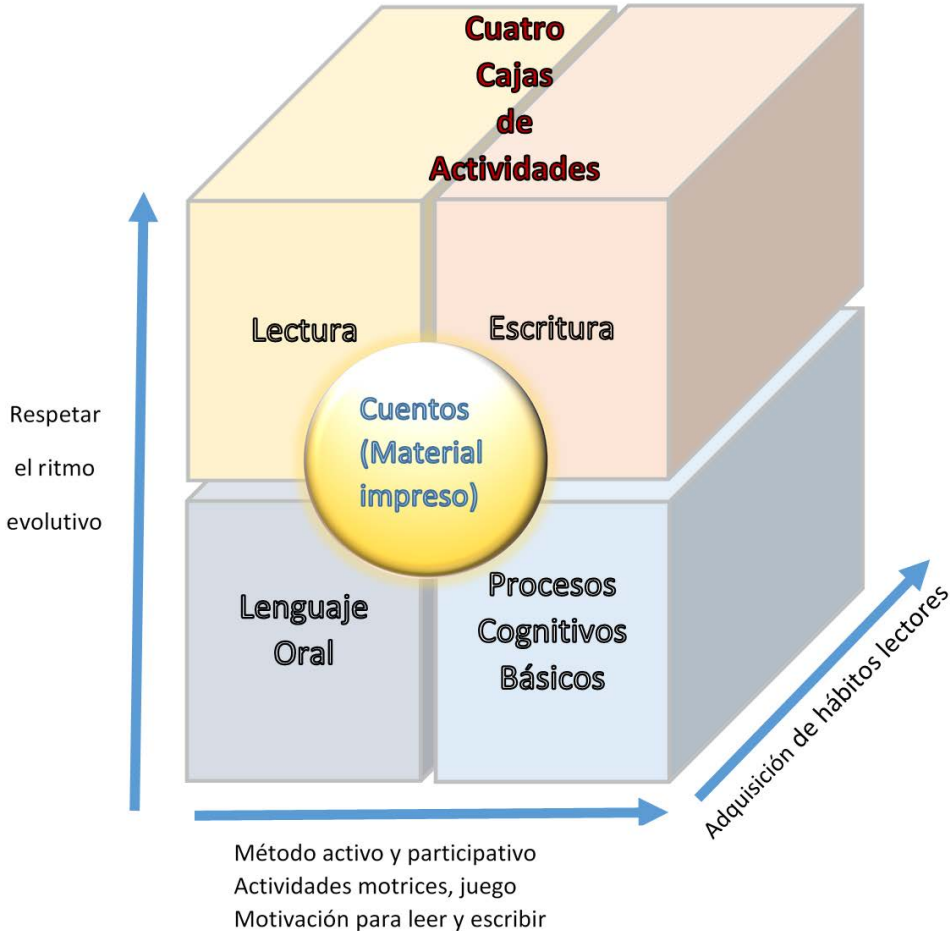 Cuatro
Cajas
de
Actividades
Lectura
Escritura
Cuentos
(Material
impreso)
Respetar
el ritmo
evolutivo
Lenguaje
Oral
Procesos
Cognitivos
Básicos
Adquisición de hábitos lectores
Método activo y participativo
Actividades motrices, juego
Motivación para leer y escribir